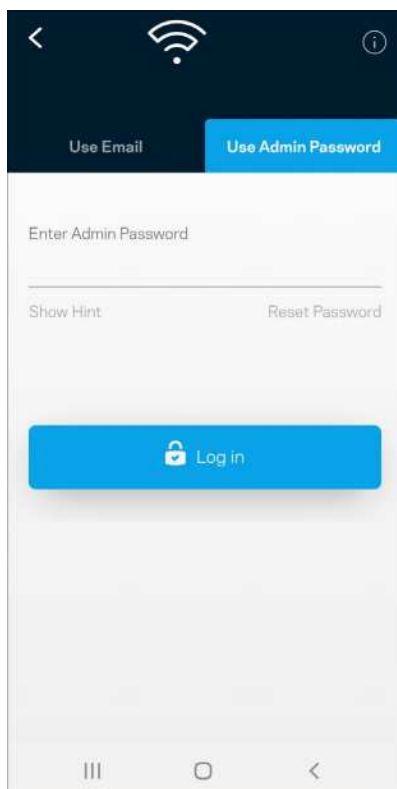 Use Email
Use Admin Password
Enter Admin Password
Show Hint
Reset Password
Log in